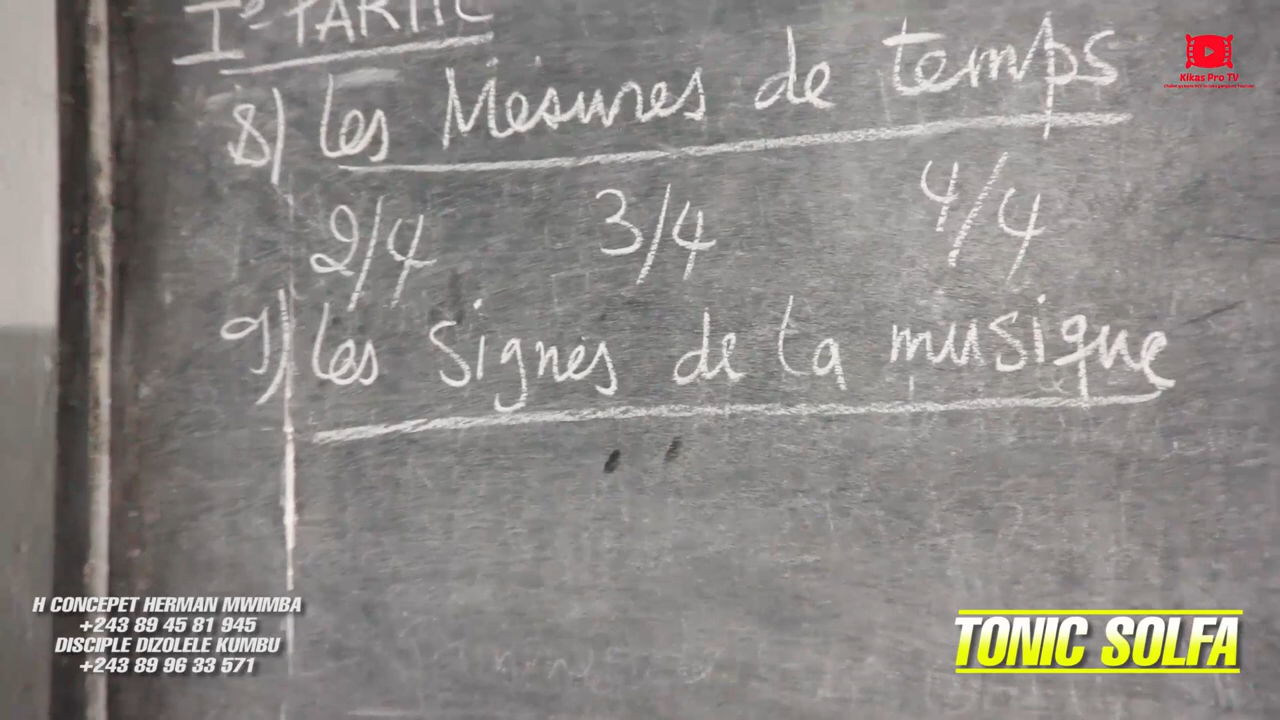 Iº PARTIE
8) Les Mesures de temps
2/4 3/4 4/4
9) Les Signes de la musique
Kikas Pro TV
H CONCEPET HERMAN MWIMBA
+243 89 45 81 945
DISCIPLE DIZOLELE KUMBU
+243 89 96 33 571
TONIC SOLFA